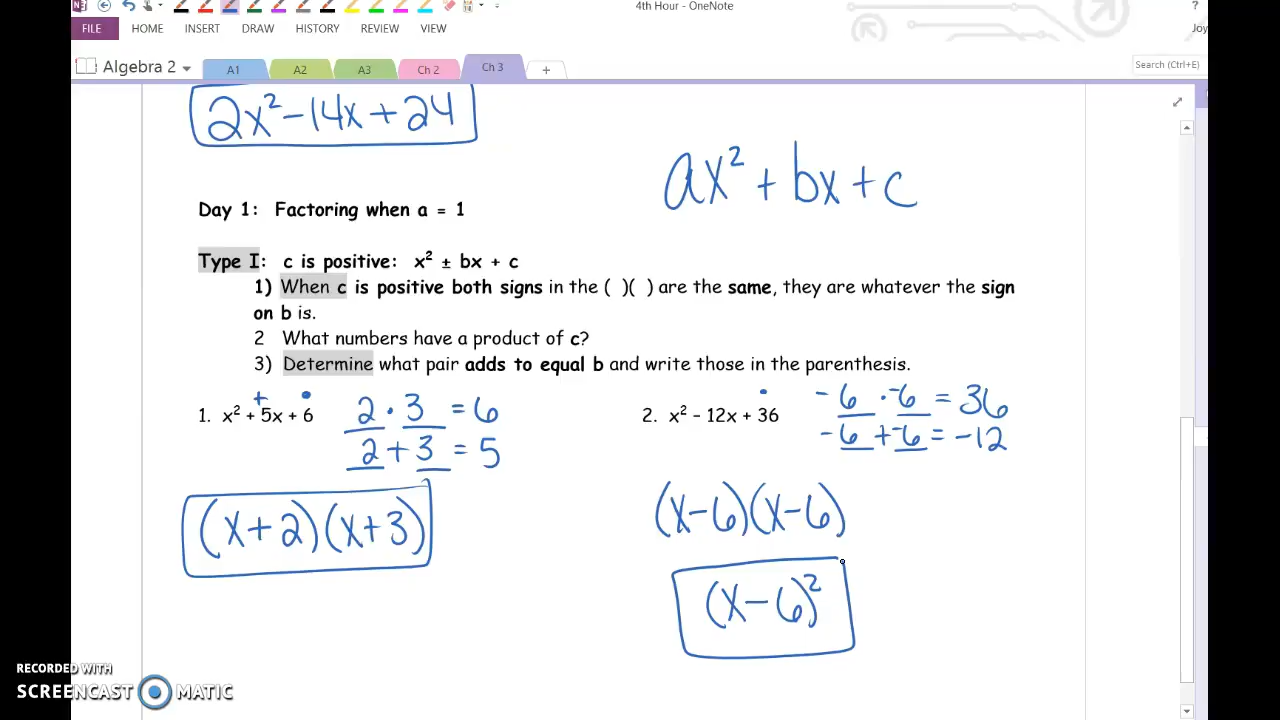 4th Hour - OneNote
?
FILE HOME INSERT DRAW HISTORY REVIEW VIEW
Joy
Algebra 2 A1 A2 A3 Ch 2 Ch 3 +
Search (Ctrl+E)
2x² - 14x + 24
ax² + bx + c
Day 1: Factoring when a = 1
Type I: c is positive: x² ± bx + c
1) When c is positive both signs in the ( )( ) are the same, they are whatever the sign
on b is.
2 What numbers have a product of c?
3) Determine what pair adds to equal b and write those in the parenthesis.
+ •
1. x² + 5x + 6
2 · 3 = 6
2 + 3 = 5
(x+2)(x+3)
•
2. x² - 12x + 36
-6 · -6 = 36
-6 + -6 = -12
(x-6)(x-6)
(x-6)²
RECORDED WITH
SCREENCAST MATIC